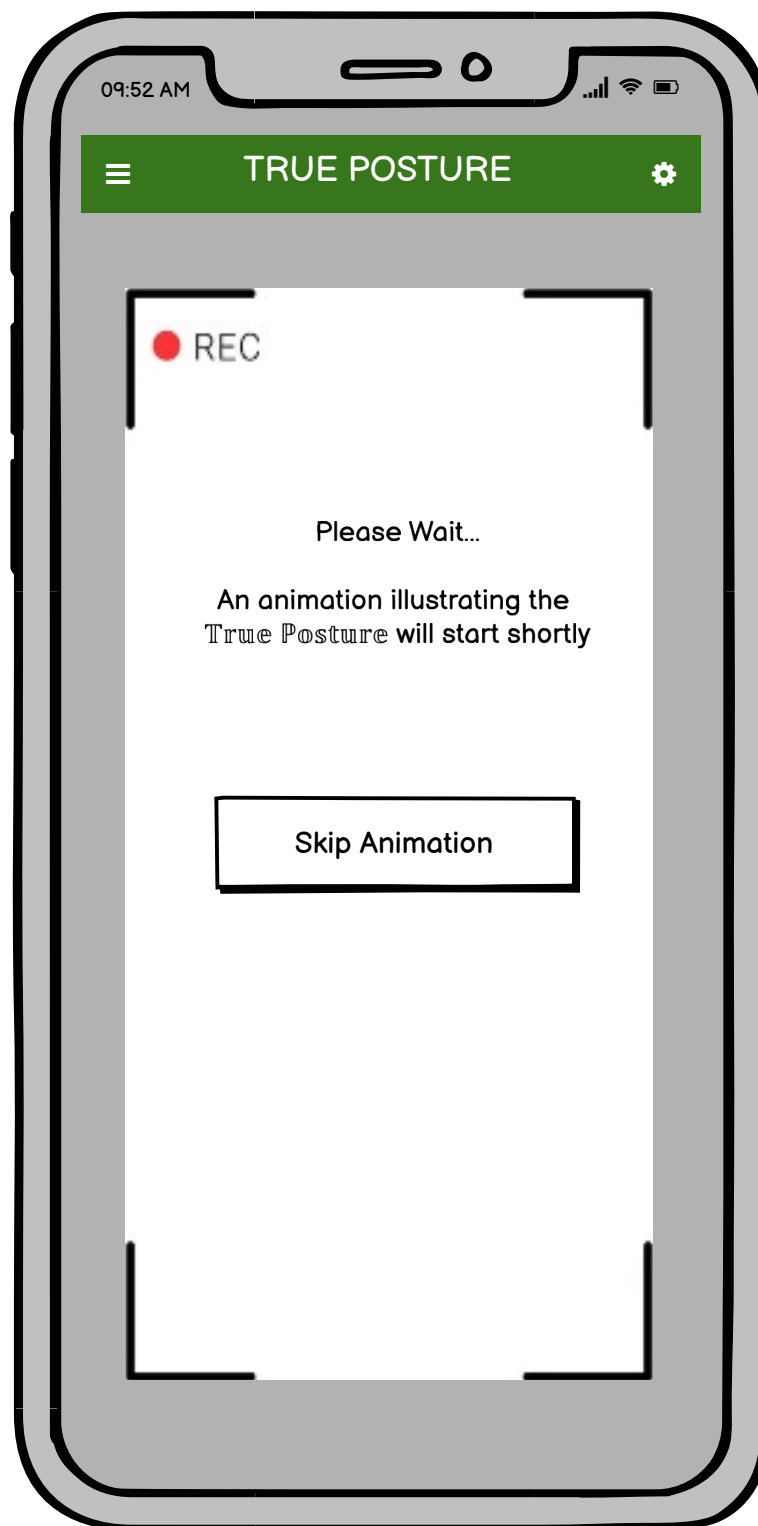 09:52 AM
TRUE POSTURE
REC
Please Wait...
An animation illustrating the
𝕋𝕣𝕦𝕖 ℙ𝕠𝕤𝕥𝕦𝕣𝕖 will start shortly
Skip Animation